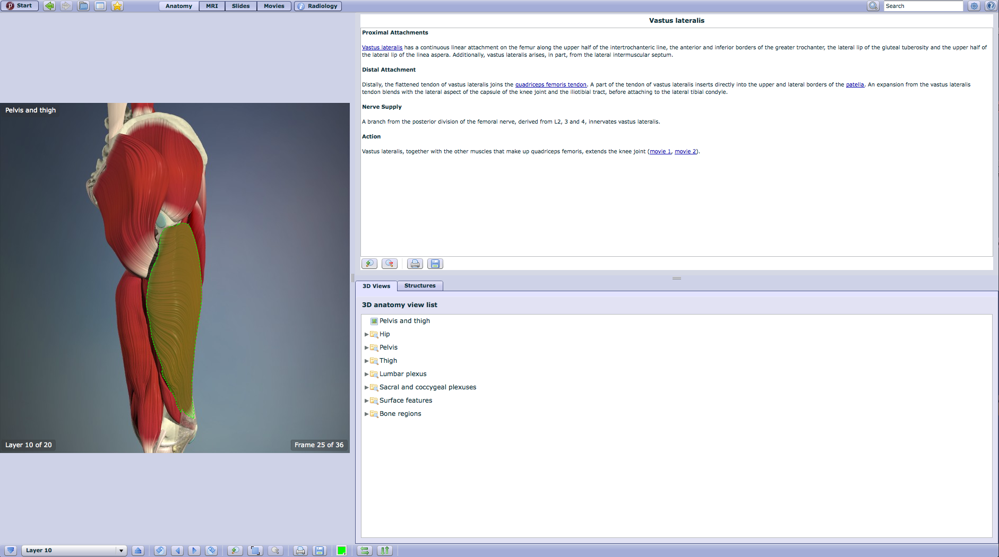 Start
Anatomy
MRI
Slides
Movies
Radiology
Search
Pelvis and thigh
Layer 10 of 20
Frame 25 of 36
Layer 10
Vastus lateralis
Proximal Attachments
Vastus lateralis has a continuous linear attachment on the femur along the upper half of the intertrochanteric line, the anterior and inferior borders of the greater trochanter, the lateral lip of the gluteal tuberosity and the upper half of
the lateral lip of the linea aspera. Additionally, vastus lateralis arises, in part, from the lateral intermuscular septum.
Distal Attachment
Distally, the flattened tendon of vastus lateralis joins the quadriceps femoris tendon. A part of the tendon of vastus lateralis inserts directly into the upper and lateral borders of the patella. An expansion from the vastus lateralis
tendon blends with the lateral aspect of the capsule of the knee joint and the iliotibial tract, before attaching to the lateral tibial condyle.
Nerve Supply
A branch from the posterior division of the femoral nerve, derived from L2, 3 and 4, innervates vastus lateralis.
Action
Vastus lateralis, together with the other muscles that make up quadriceps femoris, extends the knee joint (movie 1, movie 2).
3D Views
Structures
3D anatomy view list
Pelvis and thigh
Hip
Pelvis
Thigh
Lumbar plexus
Sacral and coccygeal plexuses
Surface features
Bone regions